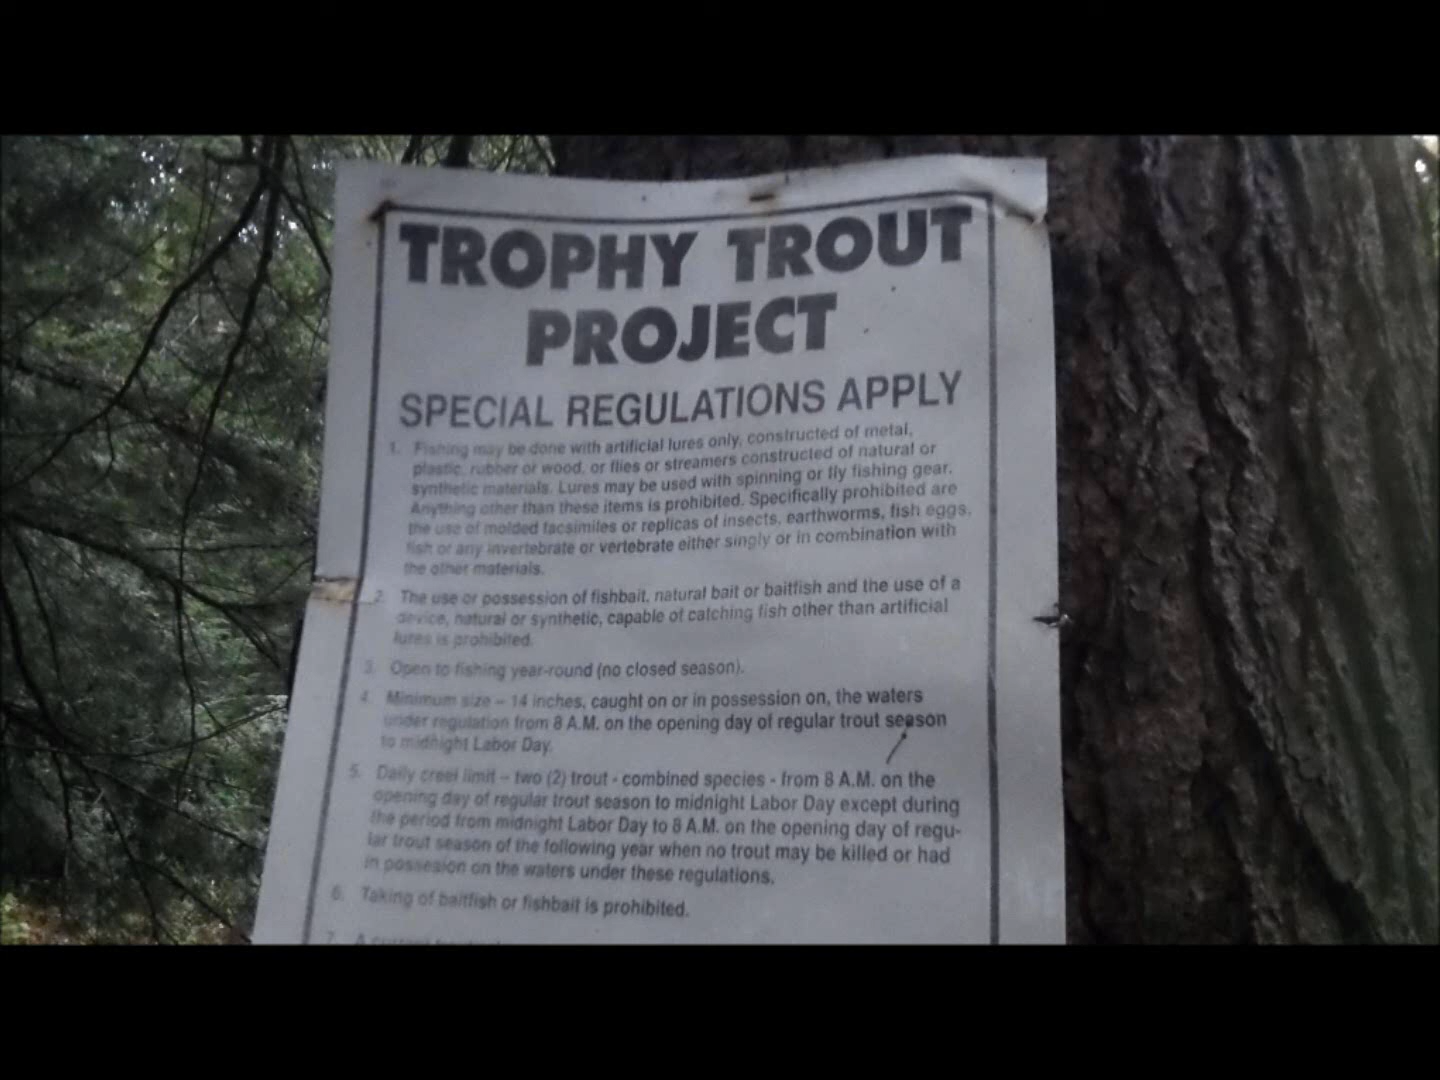 TROPHY TROUT
PROJECT
SPECIAL REGULATIONS APPLY
1. Fishing may be done with artificial lures only, constructed of metal,
plastic, rubber or wood, or flies or streamers constructed of natural or
synthetic materials. Lures may be used with spinning or fly fishing gear.
Anything other than these items is prohibited. Specifically prohibited are
the use of molded facsimiles or replicas of insects, earthworms, fish eggs,
fish or any invertebrate or vertebrate either singly or in combination with
the other materials.
2. The use or possession of fishbait, natural bait or baitfish and the use of a
device, natural or synthetic, capable of catching fish other than artificial
lures is prohibited.
3. Open to fishing year-round (no closed season).
4. Minimum size – 14 inches, caught on or in possession on, the waters
under regulation from 8 A.M. on the opening day of regular trout season
to midnight Labor Day.
5. Daily creel limit – two (2) trout - combined species - from 8 A.M. on the
opening day of regular trout season to midnight Labor Day except during
the period from midnight Labor Day to 8 A.M. on the opening day of regu-
lar trout season of the following year when no trout may be killed or had
in possesion on the waters under these regulations.
6. Taking of baitfish or fishbait is prohibited.
7. A